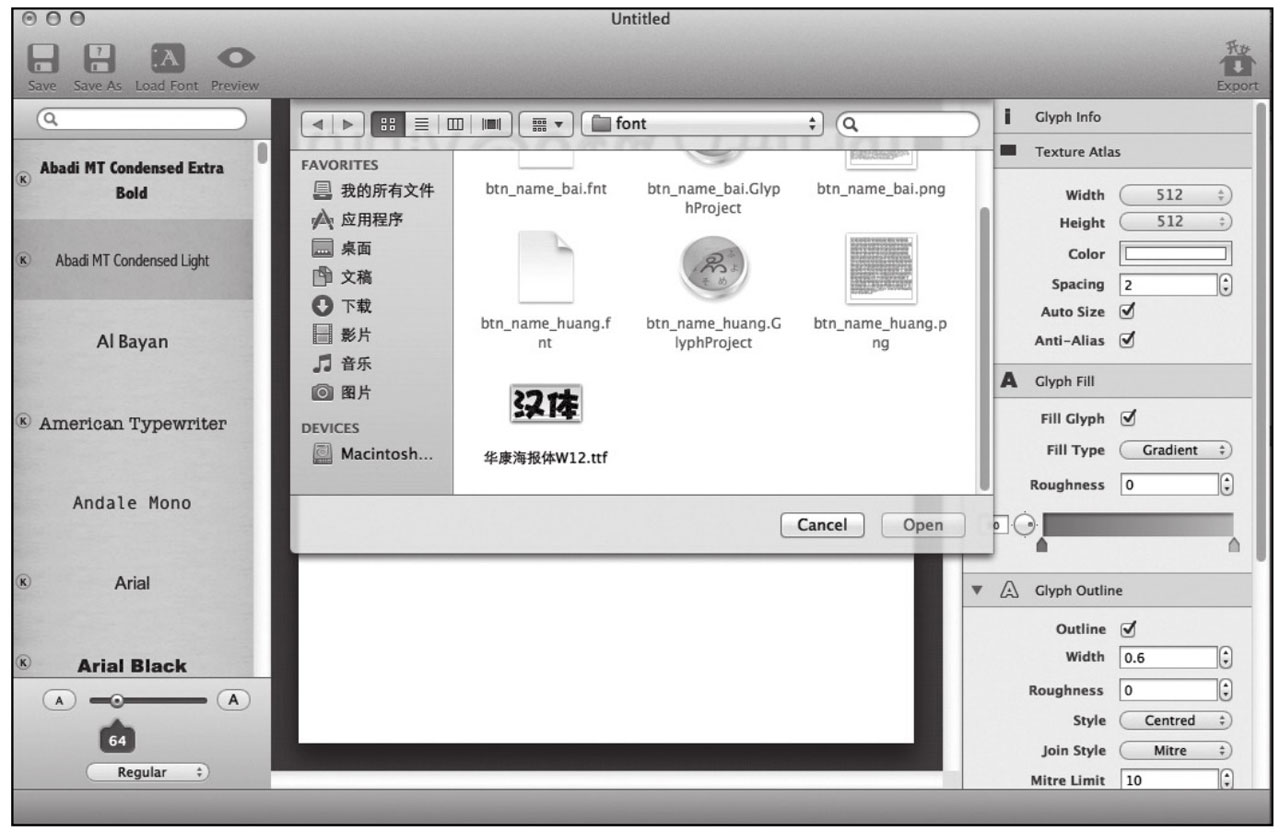 Untitled
Save Save As Load Font Preview Export
font
Abadi MT Condensed Extra
Bold
Abadi MT Condensed Light
Al Bayan
American Typewriter
Andale Mono
Arial
Arial Black
A A
64
Regular
FAVORITES
我的所有文件
应用程序
桌面
文稿
下载
影片
音乐
图片
DEVICES
Macintosh...
btn_name_bai.fnt
btn_name_bai.Glyp
hProject
btn_name_bai.png
btn_name_huang.f
nt
btn_name_huang.G
lyphProject
btn_name_huang.p
ng
汉体
华康海报体W12.ttf
Cancel Open
Glyph Info
Texture Atlas
Width 512
Height 512
Color
Spacing 2
Auto Size
Anti-Alias
Glyph Fill
Fill Glyph
Fill Type Gradient
Roughness 0
Glyph Outline
Outline
Width 0.6
Roughness 0
Style Centred
Join Style Mitre
Mitre Limit 10